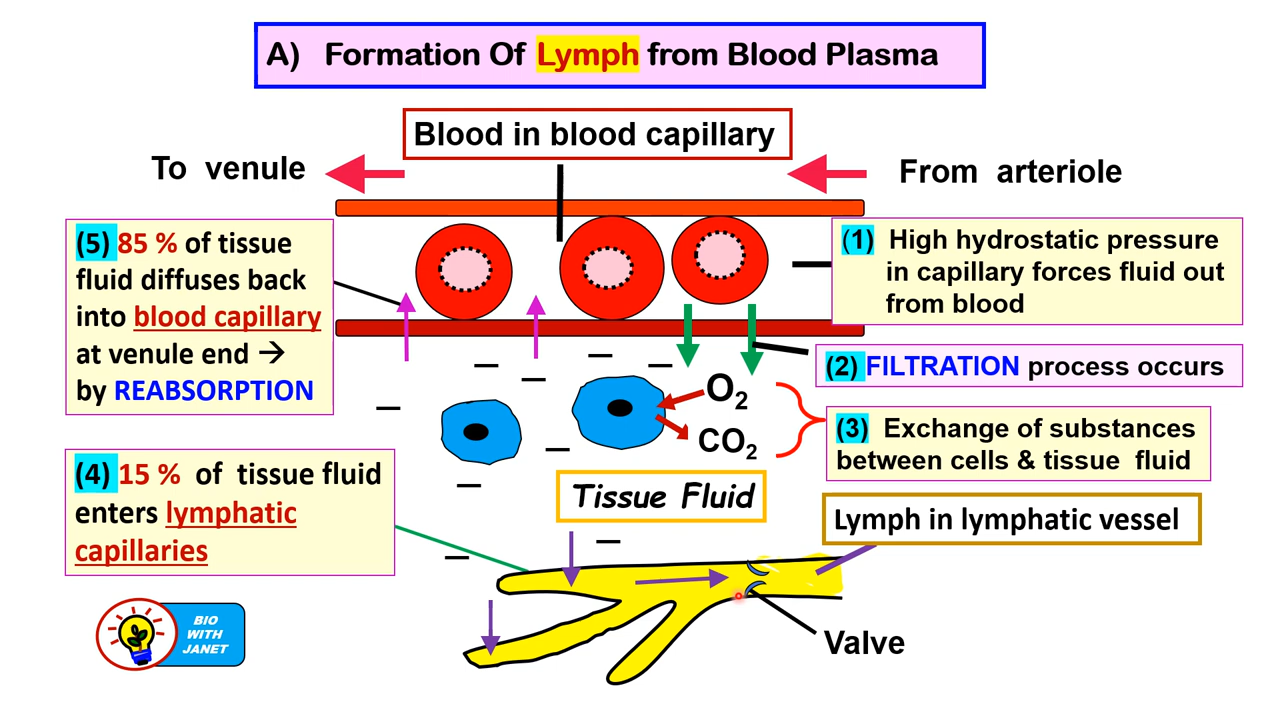 A) Formation Of Lymph from Blood Plasma
Blood in blood capillary
To venule
From arteriole
(1) High hydrostatic pressure
in capillary forces fluid out
from blood
(2) FILTRATION process occurs
O₂
CO₂
(3) Exchange of substances
between cells & tissue fluid
(5) 85 % of tissue
fluid diffuses back
into blood capillary
at venule end →
by REABSORPTION
(4) 15 % of tissue fluid
enters lymphatic
capillaries
Tissue Fluid
Lymph in lymphatic vessel
Valve
BIO
WITH
JANET